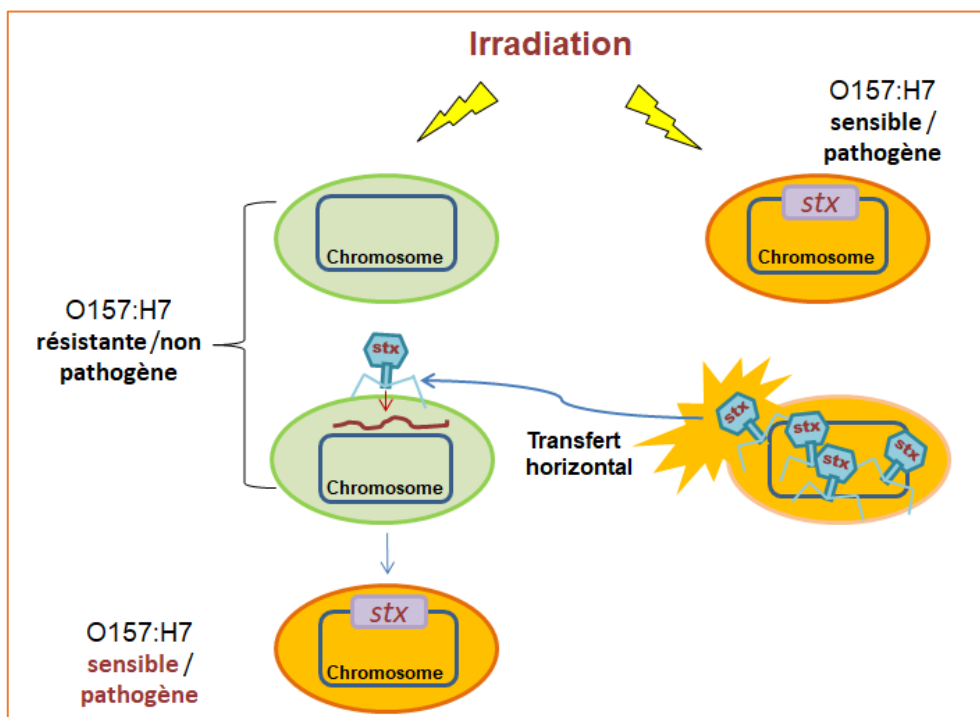 Irradiation
O157:H7
sensible /
pathogène
stx
Chromosome
Chromosome
O157:H7
résistante /non
pathogène
stx
Transfert
horizontal
stx
stx
stx
stx
Chromosome
O157:H7
sensible /
pathogène
stx
Chromosome